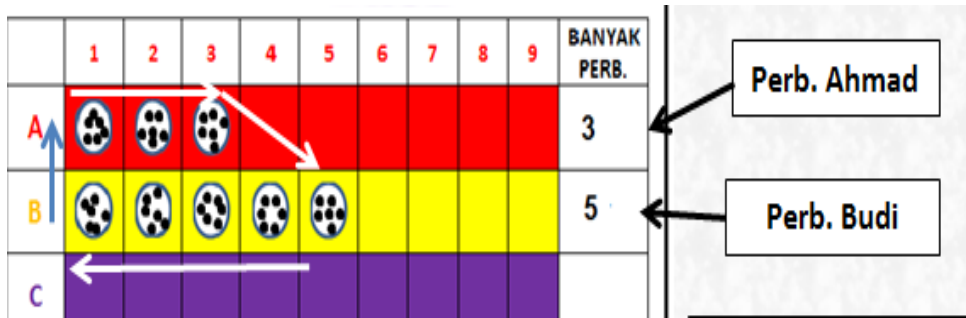 1 2 3 4 5 6 7 8 9 BANYAK PERB.
A 3
Perb. Ahmad
B 5
Perb. Budi
C